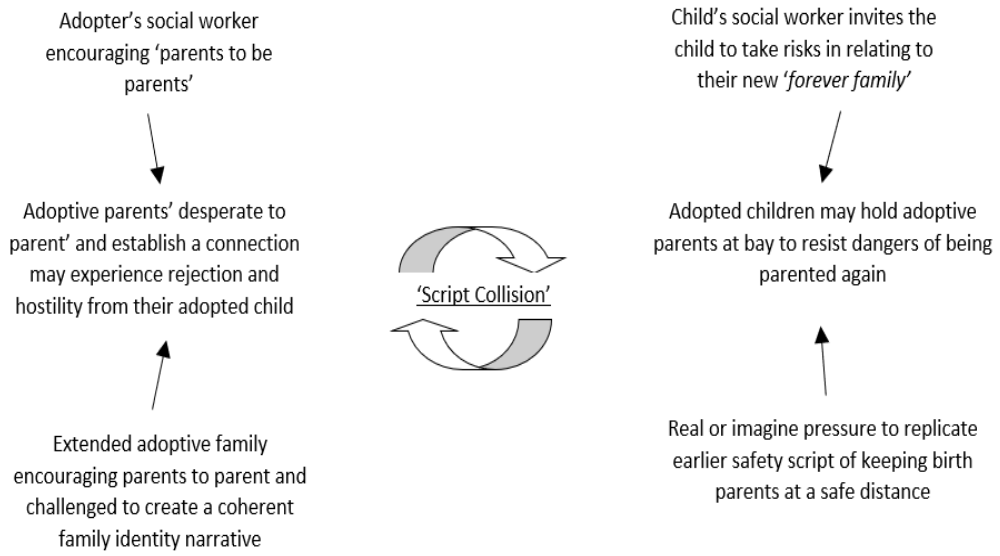 Adopter’s social worker
encouraging ‘parents to be
parents’
Child’s social worker invites the
child to take risks in relating to
their new ‘forever family’
Adoptive parents’ desperate to
parent’ and establish a connection
may experience rejection and
hostility from their adopted child
‘Script Collision’
Adopted children may hold adoptive
parents at bay to resist dangers of being
parented again
Extended adoptive family
encouraging parents to parent and
challenged to create a coherent
family identity narrative
Real or imagine pressure to replicate
earlier safety script of keeping birth
parents at a safe distance